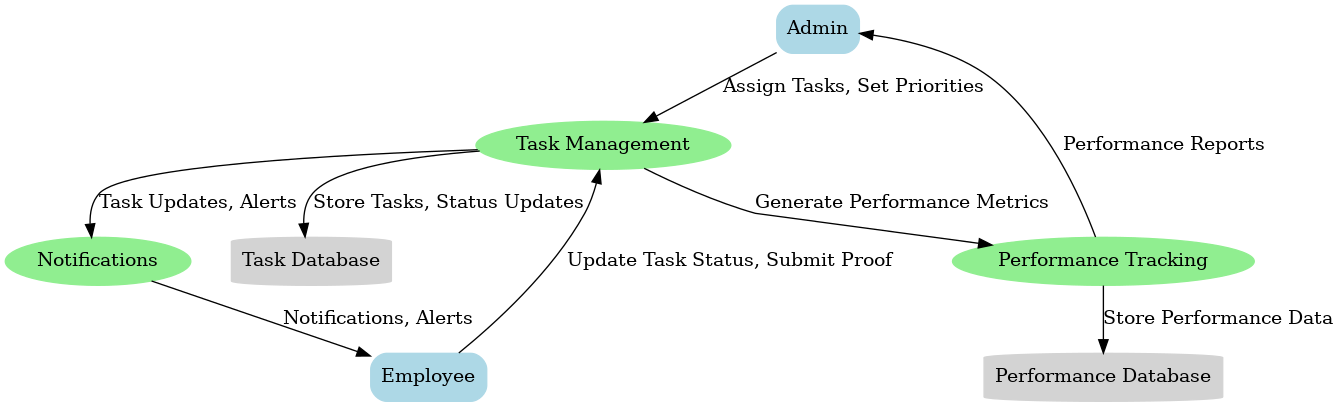 Admin
Assign Tasks, Set Priorities
Task Management
Performance Reports
Task Updates, Alerts
Store Tasks, Status Updates
Generate Performance Metrics
Notifications
Task Database
Update Task Status, Submit Proof
Performance Tracking
Notifications, Alerts
Store Performance Data
Employee
Performance Database